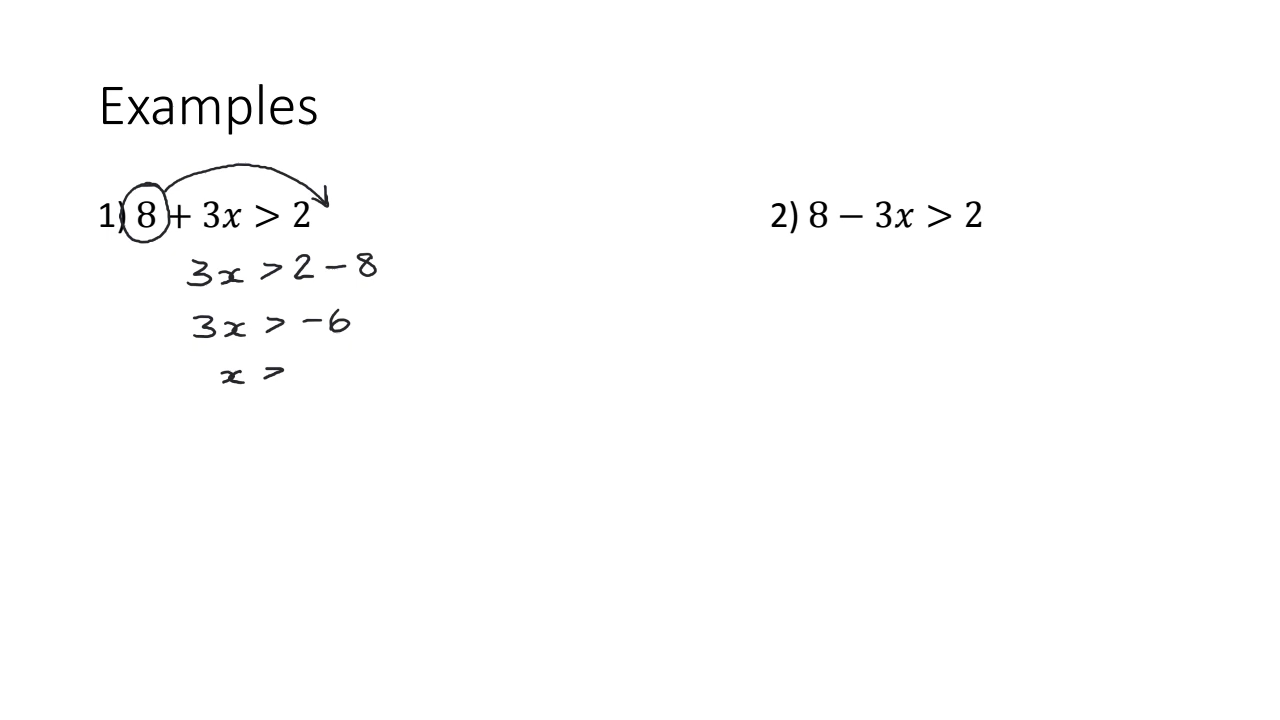 Examples
1) 8 + 3x > 2
3x > 2 - 8
3x > -6
x >
2) 8 − 3x > 2